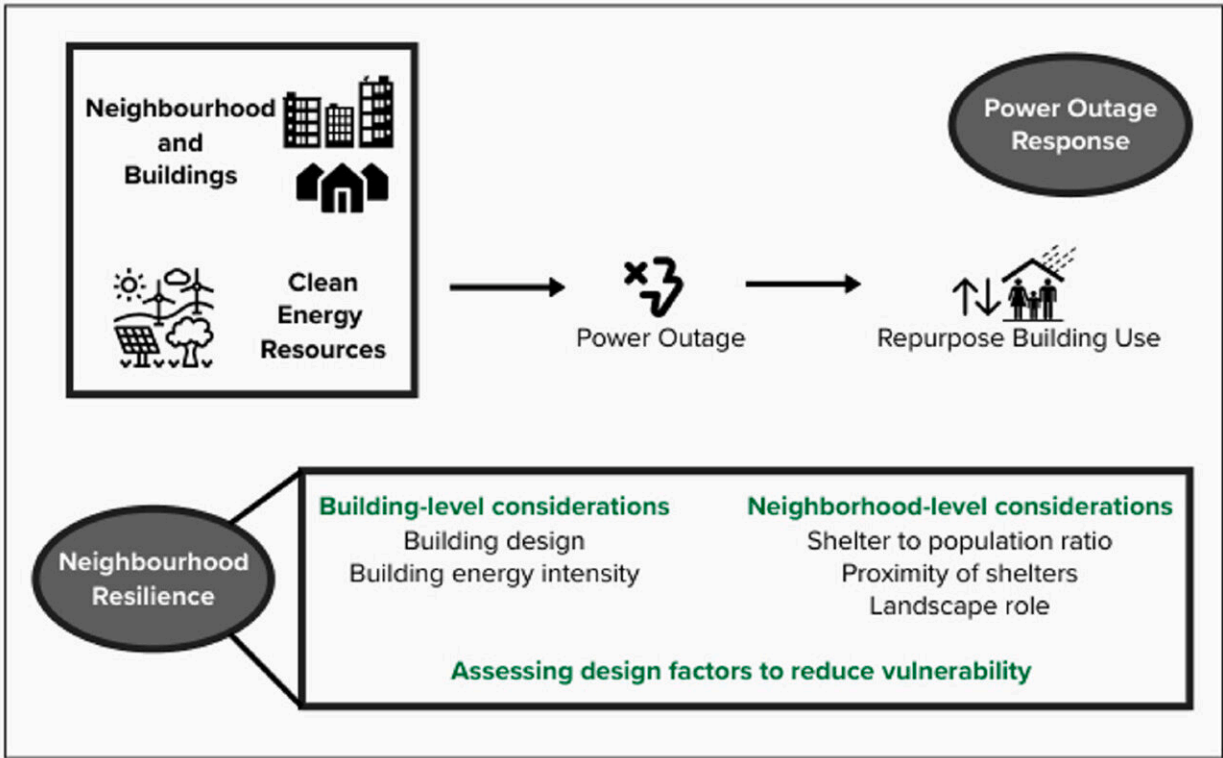 Neighbourhood
and
Buildings
Clean
Energy
Resources
Power Outage
Response
Power Outage
Repurpose Building Use
Neighbourhood
Resilience
Building-level considerations
Building design
Building energy intensity
Neighborhood-level considerations
Shelter to population ratio
Proximity of shelters
Landscape role
Assessing design factors to reduce vulnerability